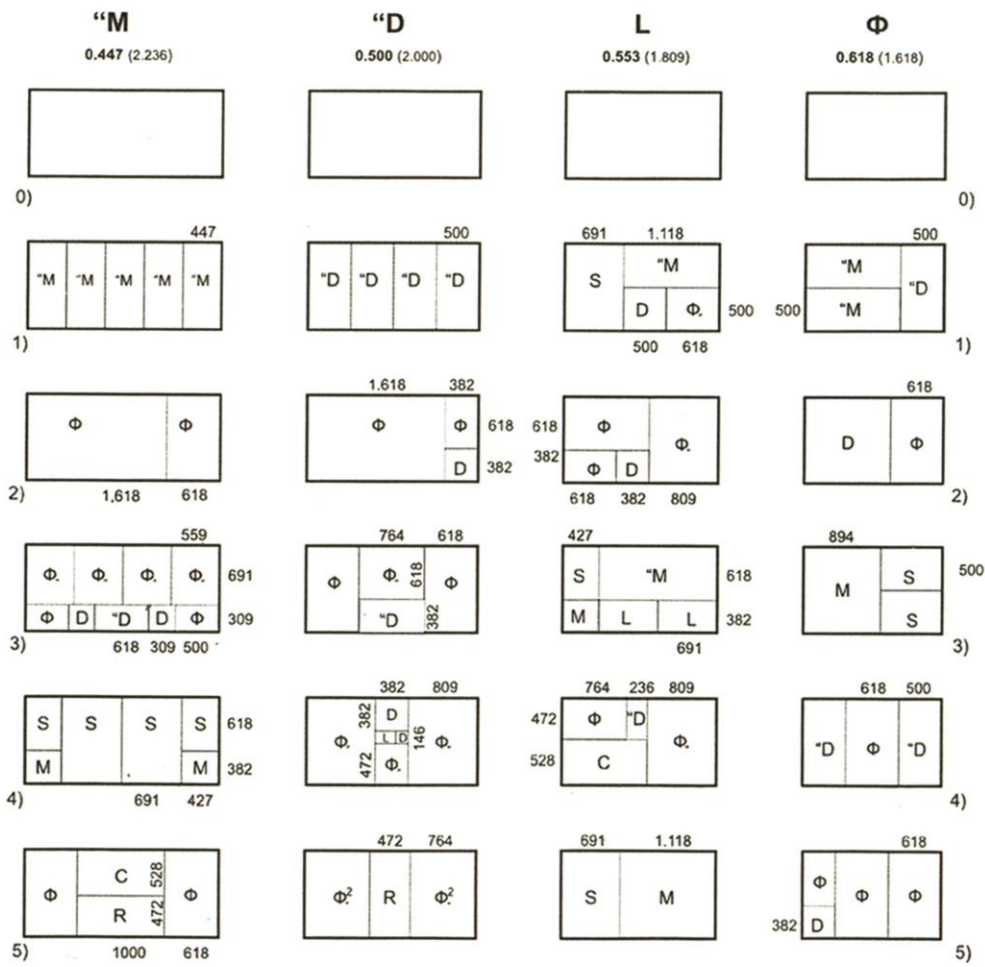 “M “D L Φ
0.447 (2.236) 0.500 (2.000) 0.553 (1.809) 0.618 (1.618)
0) 0)
447 500 691 1.118 500
“M “M “M “M “M “D “D “D “D S “M “M “D
D Φ. 500 500 “M
1) 500 618 1)
1.618 382 618
Φ Φ Φ Φ 618 618 Φ Φ. D Φ
D 382 382 Φ D
2) 1,618 618 618 382 809 2)
559 764 618 427 894
Φ. Φ. Φ. Φ. 691 Φ Φ. 618 Φ S “M 618 M S 500
Φ D “D D Φ 309 “D 382 M L L 382 S
3) 618 309 500 691 3)
382 809 764 236 809 618 500
S S S S 618 Φ. 382 D Φ. 472 Φ “D Φ. “D Φ “D
L D 146
M M 382 472 Φ. 528 C
4) 691 427 4)
472 764 691 1.118 618
Φ C 528 Φ Φ.² R Φ.² S M Φ Φ Φ
R 472 382 D
5) 1000 618 5)